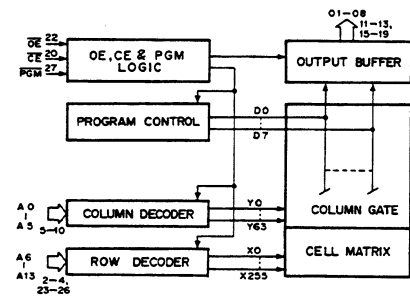 01-08
11-13,
15-19
OE 22
CE 20
PGM 27
OE, CE & PGM
LOGIC
OUTPUT BUFFER
PROGRAM CONTROL
D0
D7
A0
A5 5-10
COLUMN DECODER
Y0
Y63
COLUMN GATE
A6
A13 2-4,
23-26
ROW DECODER
X0
X255
CELL MATRIX